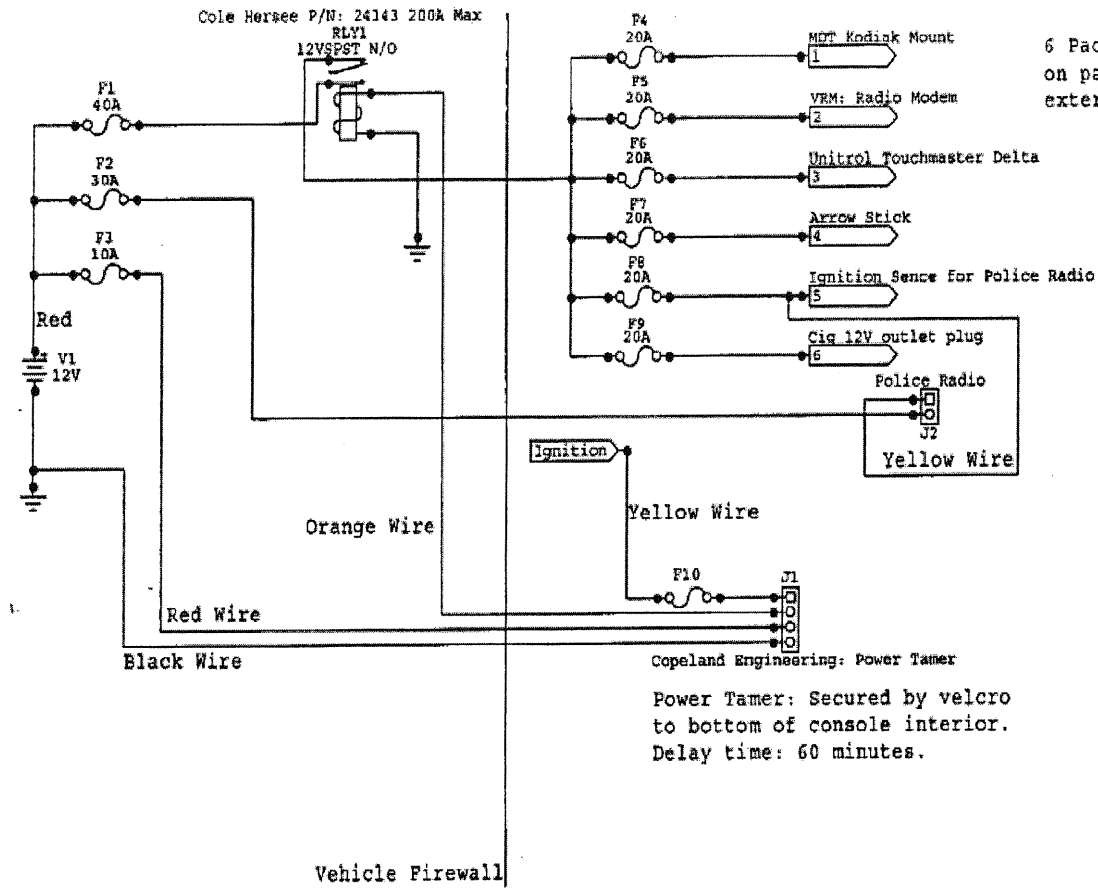 Cole Hersee P/N: 24143 200A Max
RLY1
12VSPST N/O
F1
40A
F2
30A
F3
10A
Red
V1
12V
F4
20A
MDT Kodiak Mount
1
F5
20A
VRM: Radio Modem
2
F6
20A
Unitrol Touchmaster Delta
3
F7
20A
Arrow Stick
4
F8
20A
Ignition Sence for Police Radio
5
F9
20A
Cig 12V outlet plug
6
6
on
Police Radio
J2
Yellow Wire
Ignition
Yellow Wire
Orange Wire
F10
J1
Red Wire
Black Wire
Copeland Engineering: Power Tamer
Power Tamer: Secured by velcro
to bottom of console interior.
Delay time: 60 minutes.
Vehicle Firewall